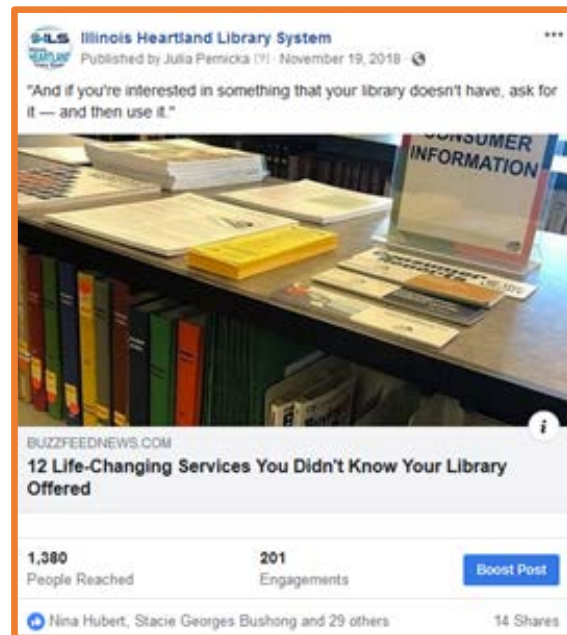 Illinois Heartland Library System
Published by Julia Pernicka [?] · November 19, 2018 ·
"And if you're interested in something that your library doesn't have, ask for
it — and then use it."
CONSUMER
INFORMATION
BUZZFEEDNEWS.COM
12 Life-Changing Services You Didn't Know Your Library
Offered
1,380
People Reached
201
Engagements
Boost Post
Nina Hubert, Stacie Georges Bushong and 29 others
14 Shares